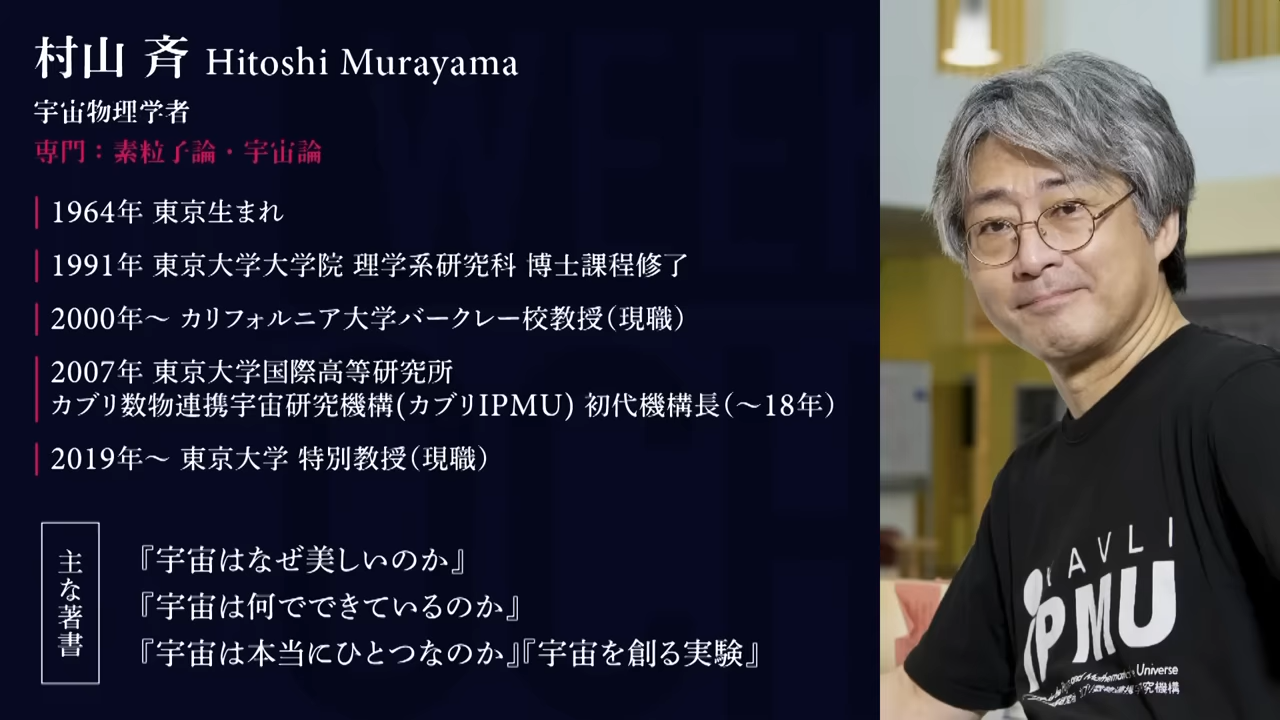 村山 斉 Hitoshi Murayama
宇宙物理学者
専門：素粒子論・宇宙論
1964年 東京生まれ
1991年 東京大学大学院 理学系研究科 博士課程修了
2000年～ カリフォルニア大学バークレー校教授（現職）
2007年 東京大学国際高等研究所
カブリ数物連携宇宙研究機構(カブリIPMU) 初代機構長（～18年）
2019年～ 東京大学 特別教授（現職）
主な著書
『宇宙はなぜ美しいのか』
『宇宙は何でできているのか』
『宇宙は本当にひとつなのか』『宇宙を創る実験』
KAVLI
IPMU
and Mathematics Universe
研究機構